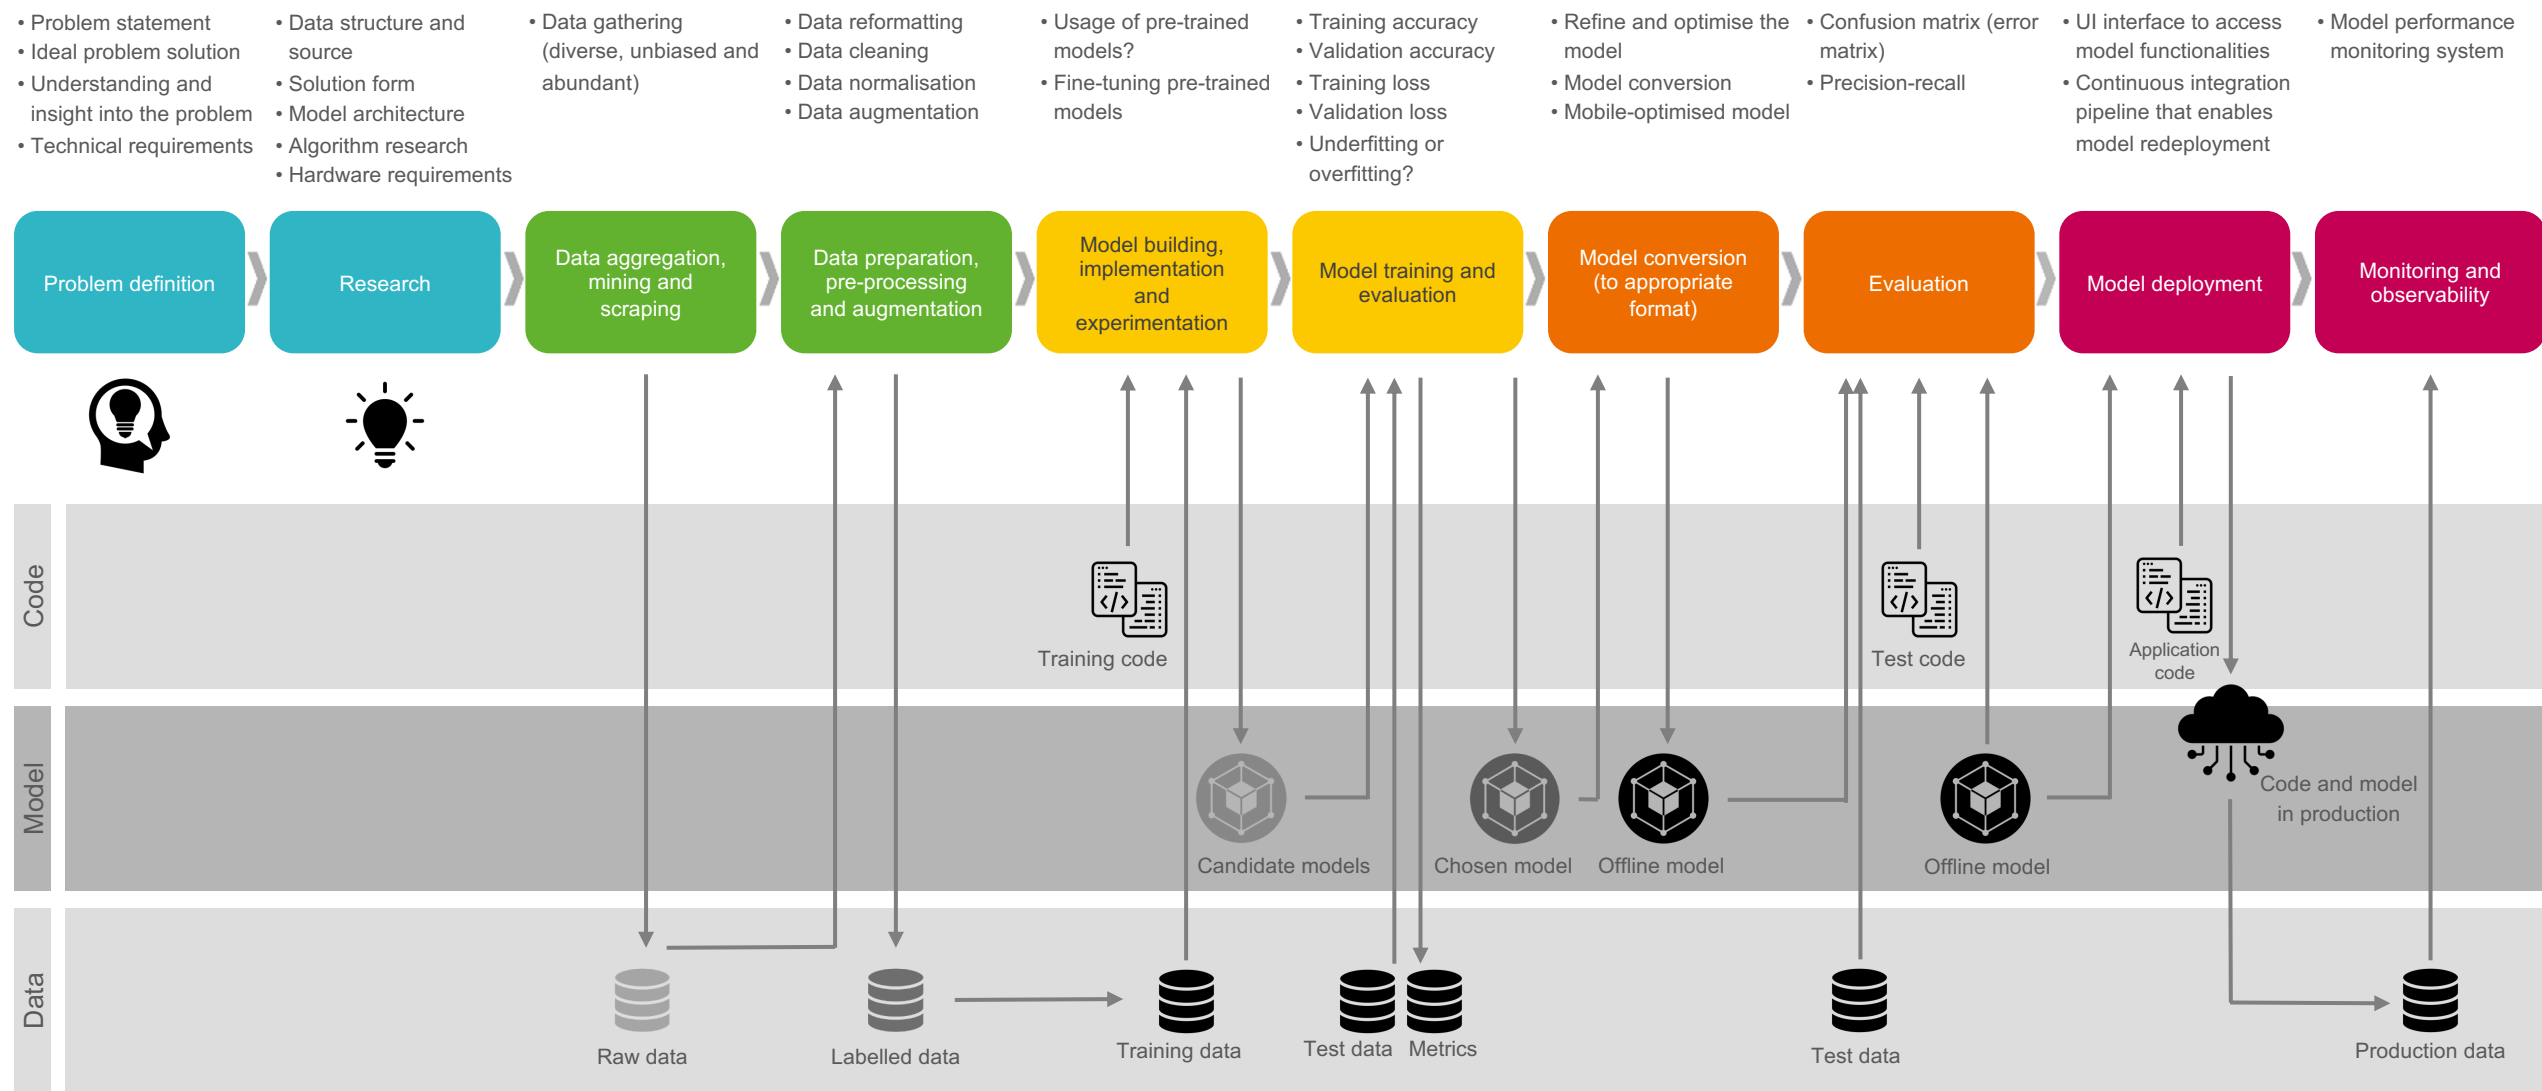 • Problem statement
• Ideal problem solution
• Understanding and
insight into the problem
• Technical requirements
• Data structure and
source
• Solution form
• Model architecture
• Algorithm research
• Hardware requirements
• Data gathering
(diverse, unbiased and
abundant)
• Data reformatting
• Data cleaning
• Data normalisation
• Data augmentation
• Usage of pre-trained
models?
• Fine-tuning pre-trained
models
• Training accuracy
• Validation accuracy
• Training loss
• Validation loss
• Underfitting or
overfitting?
• Refine and optimise the
model
• Model conversion
• Mobile-optimised model
• Confusion matrix (error
matrix)
• Precision-recall
• UI interface to access
model functionalities
• Continuous integration
pipeline that enables
model redeployment
• Model performance
monitoring system
Problem definition
Research
Data aggregation,
mining and
scraping
Data preparation,
pre-processing
and augmentation
Model building,
implementation
and
experimentation
Model training and
evaluation
Model conversion
(to appropriate
format)
Evaluation
Model deployment
Monitoring and
observability
Code
Training code
Test code
Application
code
Model
Candidate models
Chosen model
Offline model
Offline model
Code and model
in production
Data
Raw data
Labelled data
Training data
Test data
Metrics
Test data
Production data